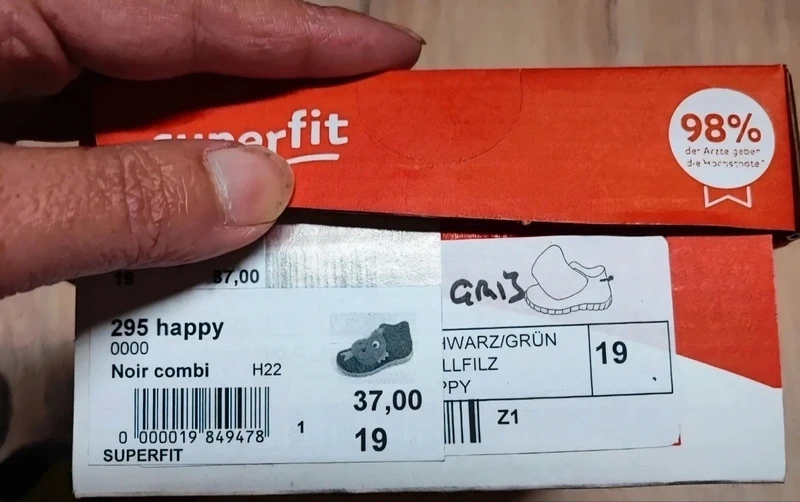 superfit
98%
der Ärzte geben
die Höchstnote*
19 37,00
295 happy
0000
Noir combi H22
37,00
0 000019 849478
1
19
SUPERFIT
GRIS
HWARZ/GRÜN
LLFILZ
PPY
19
Z1